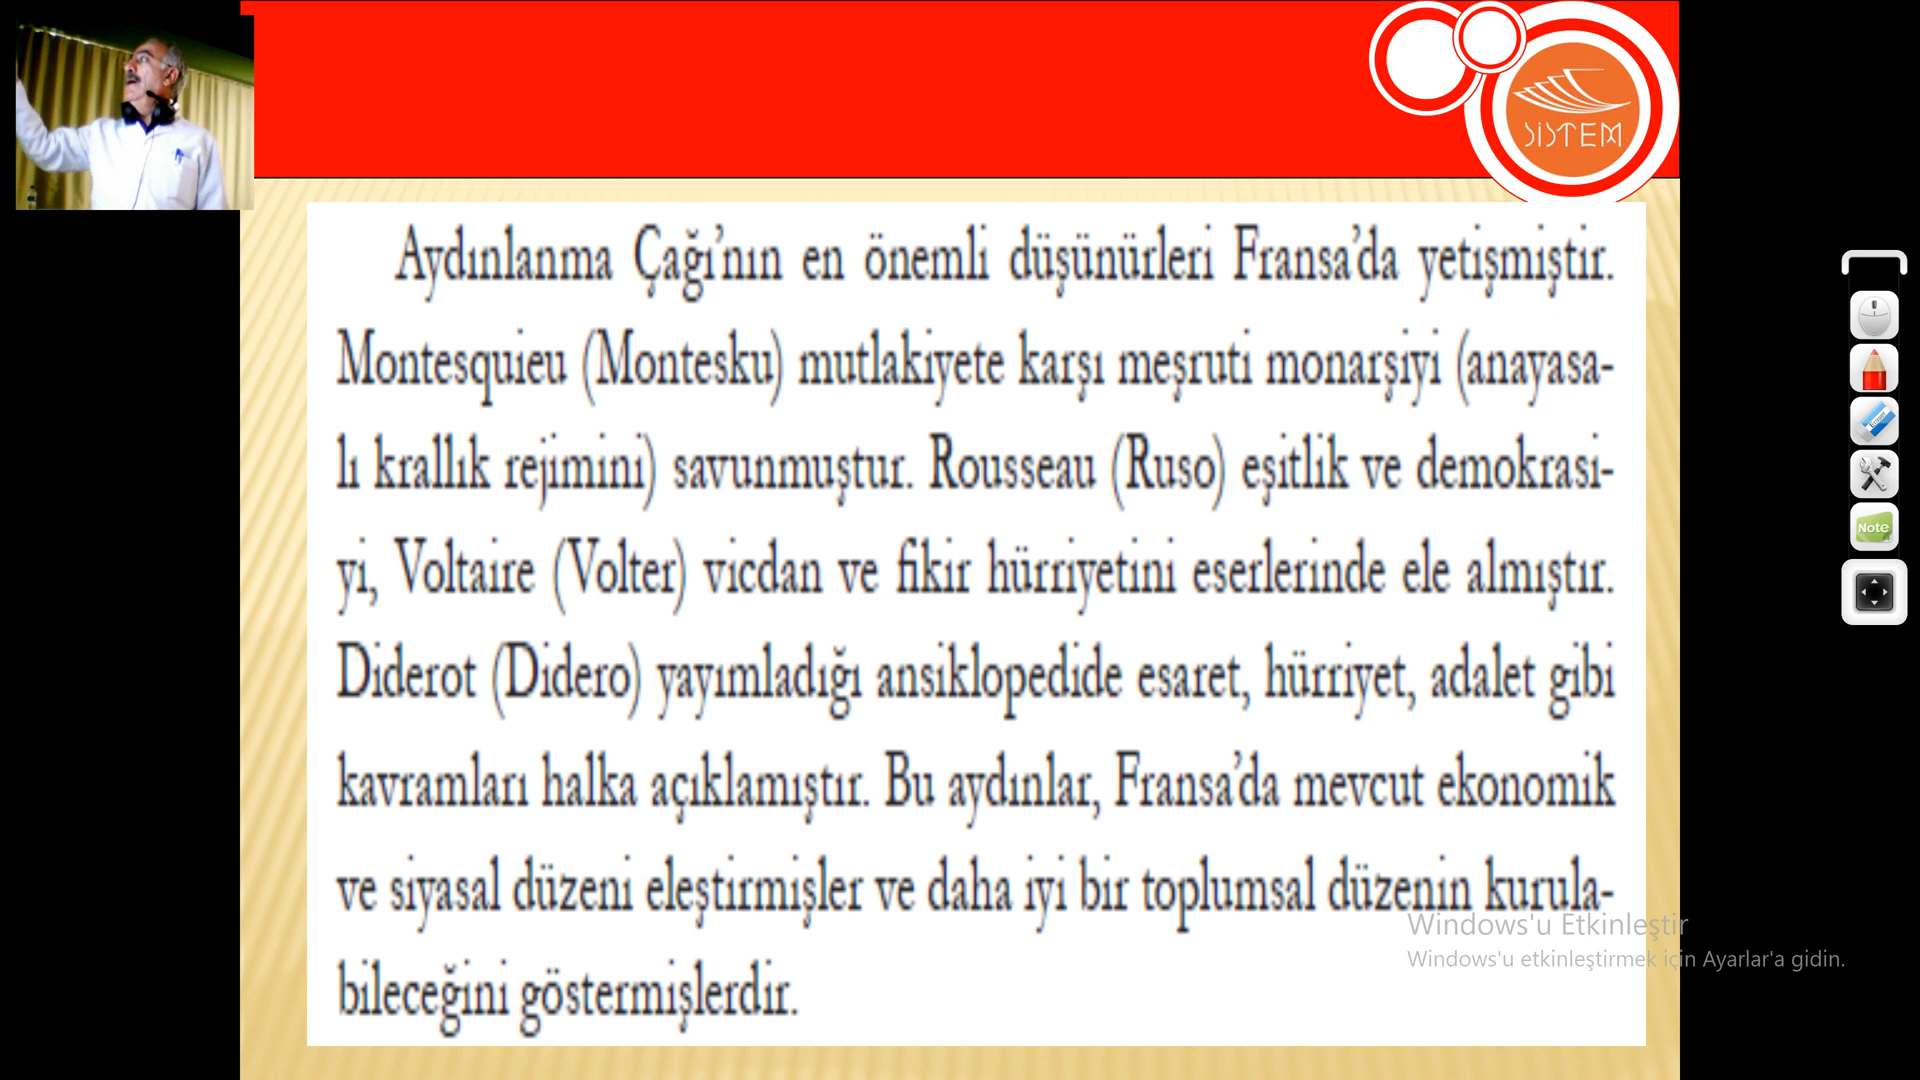 SİSTEM
Aydınlanma Çağı’nın en önemli düşünürleri Fransa’da yetişmiştir.
Montesquieu (Montesku) mutlakiyete karşı meşruti monarşiyi (anayasa-
lı krallık rejimini) savunmuştur. Rousseau (Ruso) eşitlik ve demokrasi-
yi, Voltaire (Volter) vicdan ve fikir hürriyetini eserlerinde ele almıştır.
Diderot (Didero) yayımladığı ansiklopedide esaret, hürriyet, adalet gibi
kavramları halka açıklamıştır. Bu aydınlar, Fransa’da mevcut ekonomik
ve siyasal düzeni eleştirmişler ve daha iyi bir toplumsal düzenin kurula-
bileceğini göstermişlerdir.
Windows'u Etkinleştir
Windows'u etkinleştirmek için Ayarlar'a gidin.
Note